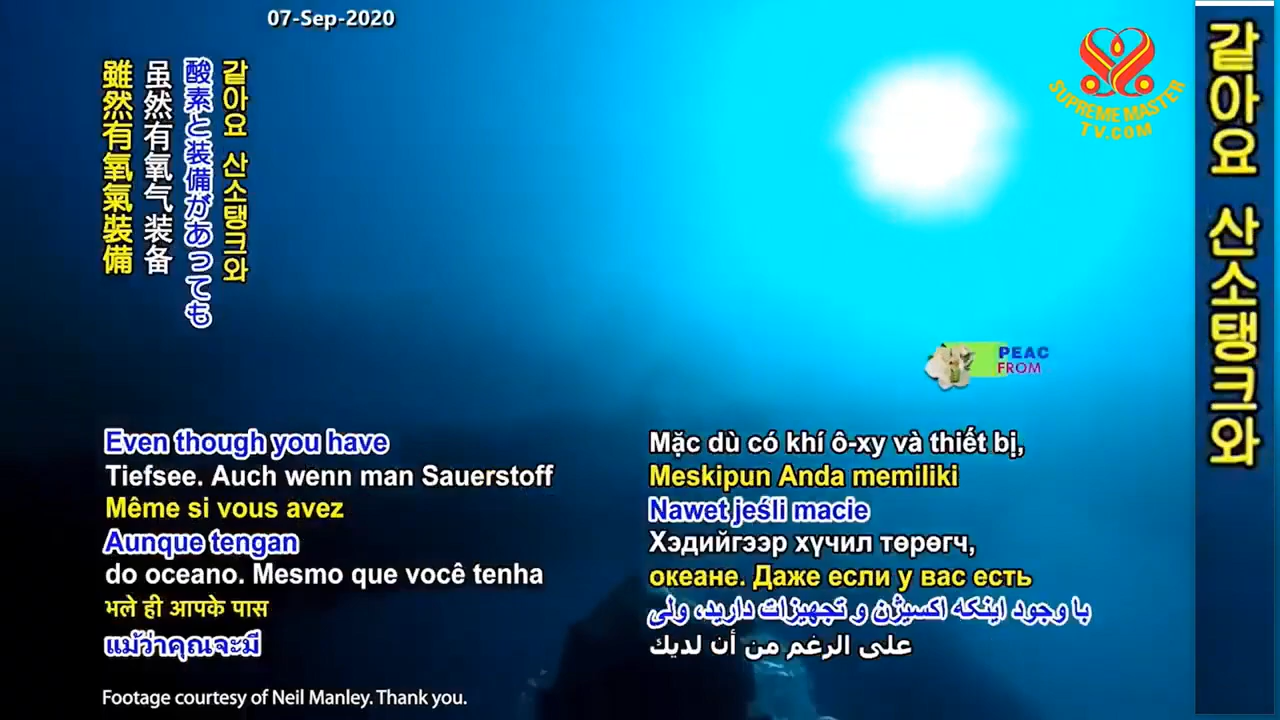 07-Sep-2020
SUPREME MASTER
TV.COM
갈아요 산소탱크와
酸素と装備があっても
虽然有氧气装备
雖然有氧氣裝備
갈아요 산소탱크와
PEAC
FROM
Even though you have
Tiefsee. Auch wenn man Sauerstoff
Même si vous avez
Aunque tengan
do oceano. Mesmo que você tenha
भले ही आपके पास
แม้ว่าคุณจะมี
Mặc dù có khí ô-xy và thiết bị,
Meskipun Anda memiliki
Nawet jeśli macie
Хэдийгээр хүчил төрөгч,
океане. Даже если у вас есть
با وجود اینکه اکسیژن و تجهیزات دارید، ولی
على الرغم من أن لديك
Footage courtesy of Neil Manley. Thank you.